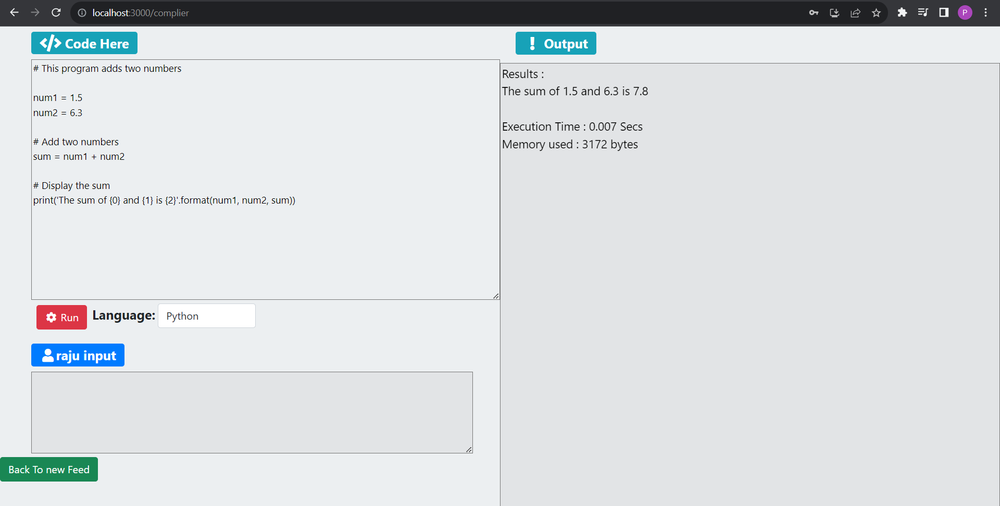 localhost:3000/complier
P
</> Code Here
# This program adds two numbers
num1 = 1.5
num2 = 6.3
# Add two numbers
sum = num1 + num2
# Display the sum
print('The sum of {0} and {1} is {2}'.format(num1, num2, sum))
Run Language: Python
raju input
Back To new Feed
! Output
Results :
The sum of 1.5 and 6.3 is 7.8
Execution Time : 0.007 Secs
Memory used : 3172 bytes